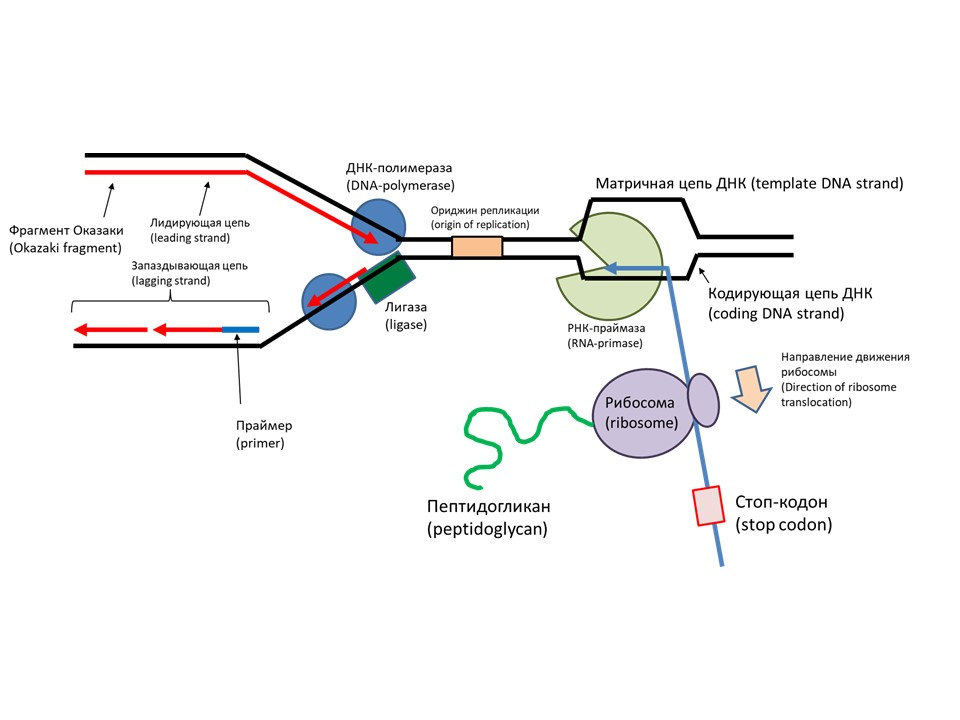 ДНК-полимераза
(DNA-polymerase)
Матричная цепь ДНК (template DNA strand)
Ориджин репликации
(origin of replication)
Фрагмент Оказаки
(Okazaki fragment)
Лидирующая цепь
(leading strand)
Запаздывающая цепь
(lagging strand)
Лигаза
(ligase)
Кодирующая цепь ДНК
(coding DNA strand)
РНК-праймаза
(RNA-primase)
Направление движения
рибосомы
(Direction of ribosome
translocation)
Рибосома
(ribosome)
Праймер
(primer)
Пептидогликан
(peptidoglycan)
Стоп-кодон
(stop codon)